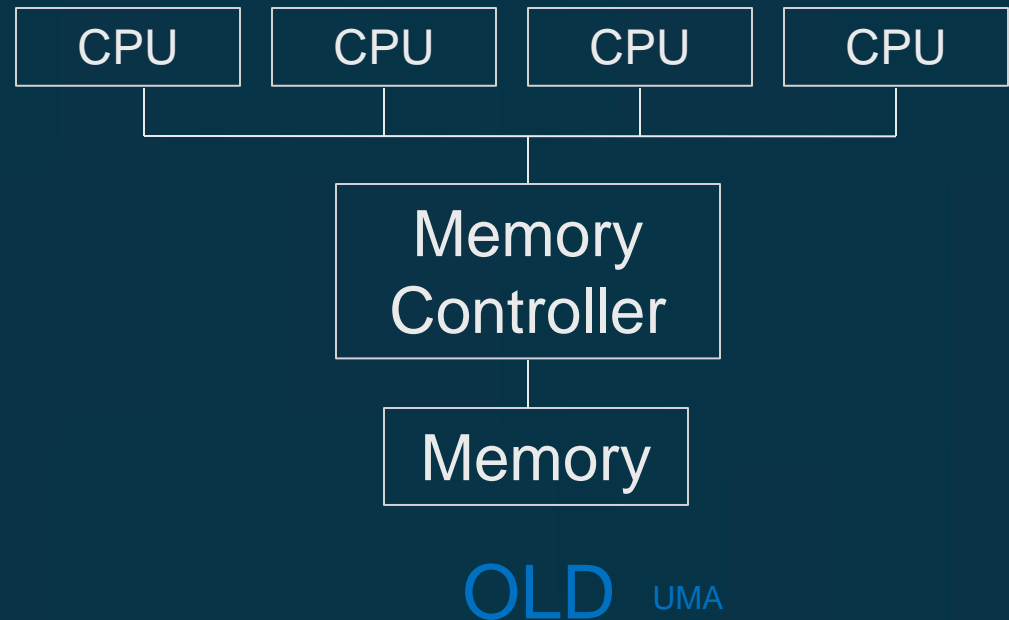 CPU CPU CPU CPU
Memory
Controller
Memory
OLD UMA